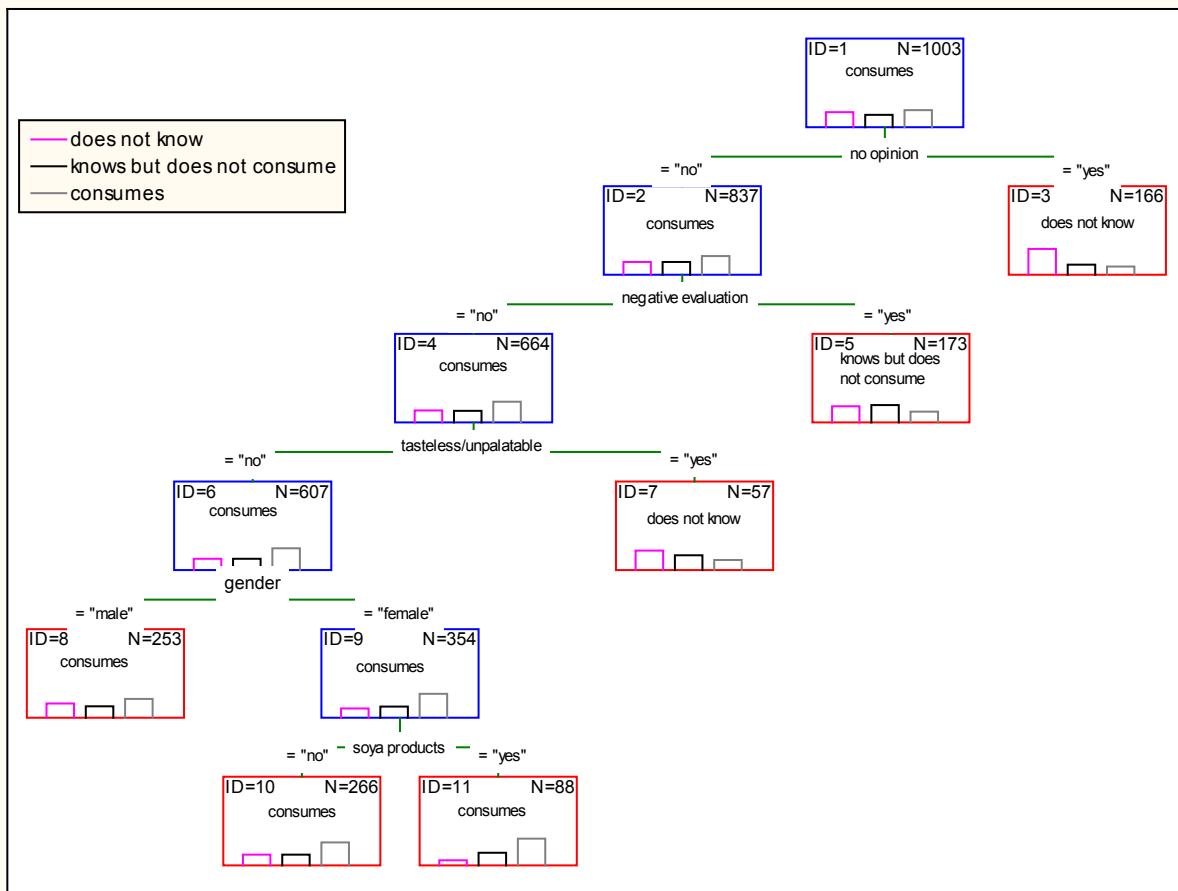 ID=1 N=1003
consumes
does not know
knows but does not consume
consumes
no opinion
= "no" = "yes"
ID=2 N=837
consumes
ID=3 N=166
does not know
negative evaluation
= "no" = "yes"
ID=4 N=664
consumes
ID=5 N=173
knows but does
not consume
tasteless/unpalatable
= "no" = "yes"
ID=6 N=607
consumes
ID=7 N=57
does not know
gender
= "male" = "female"
ID=8 N=253
consumes
ID=9 N=354
consumes
soya products
= "no" = "yes"
ID=10 N=266
consumes
ID=11 N=88
consumes